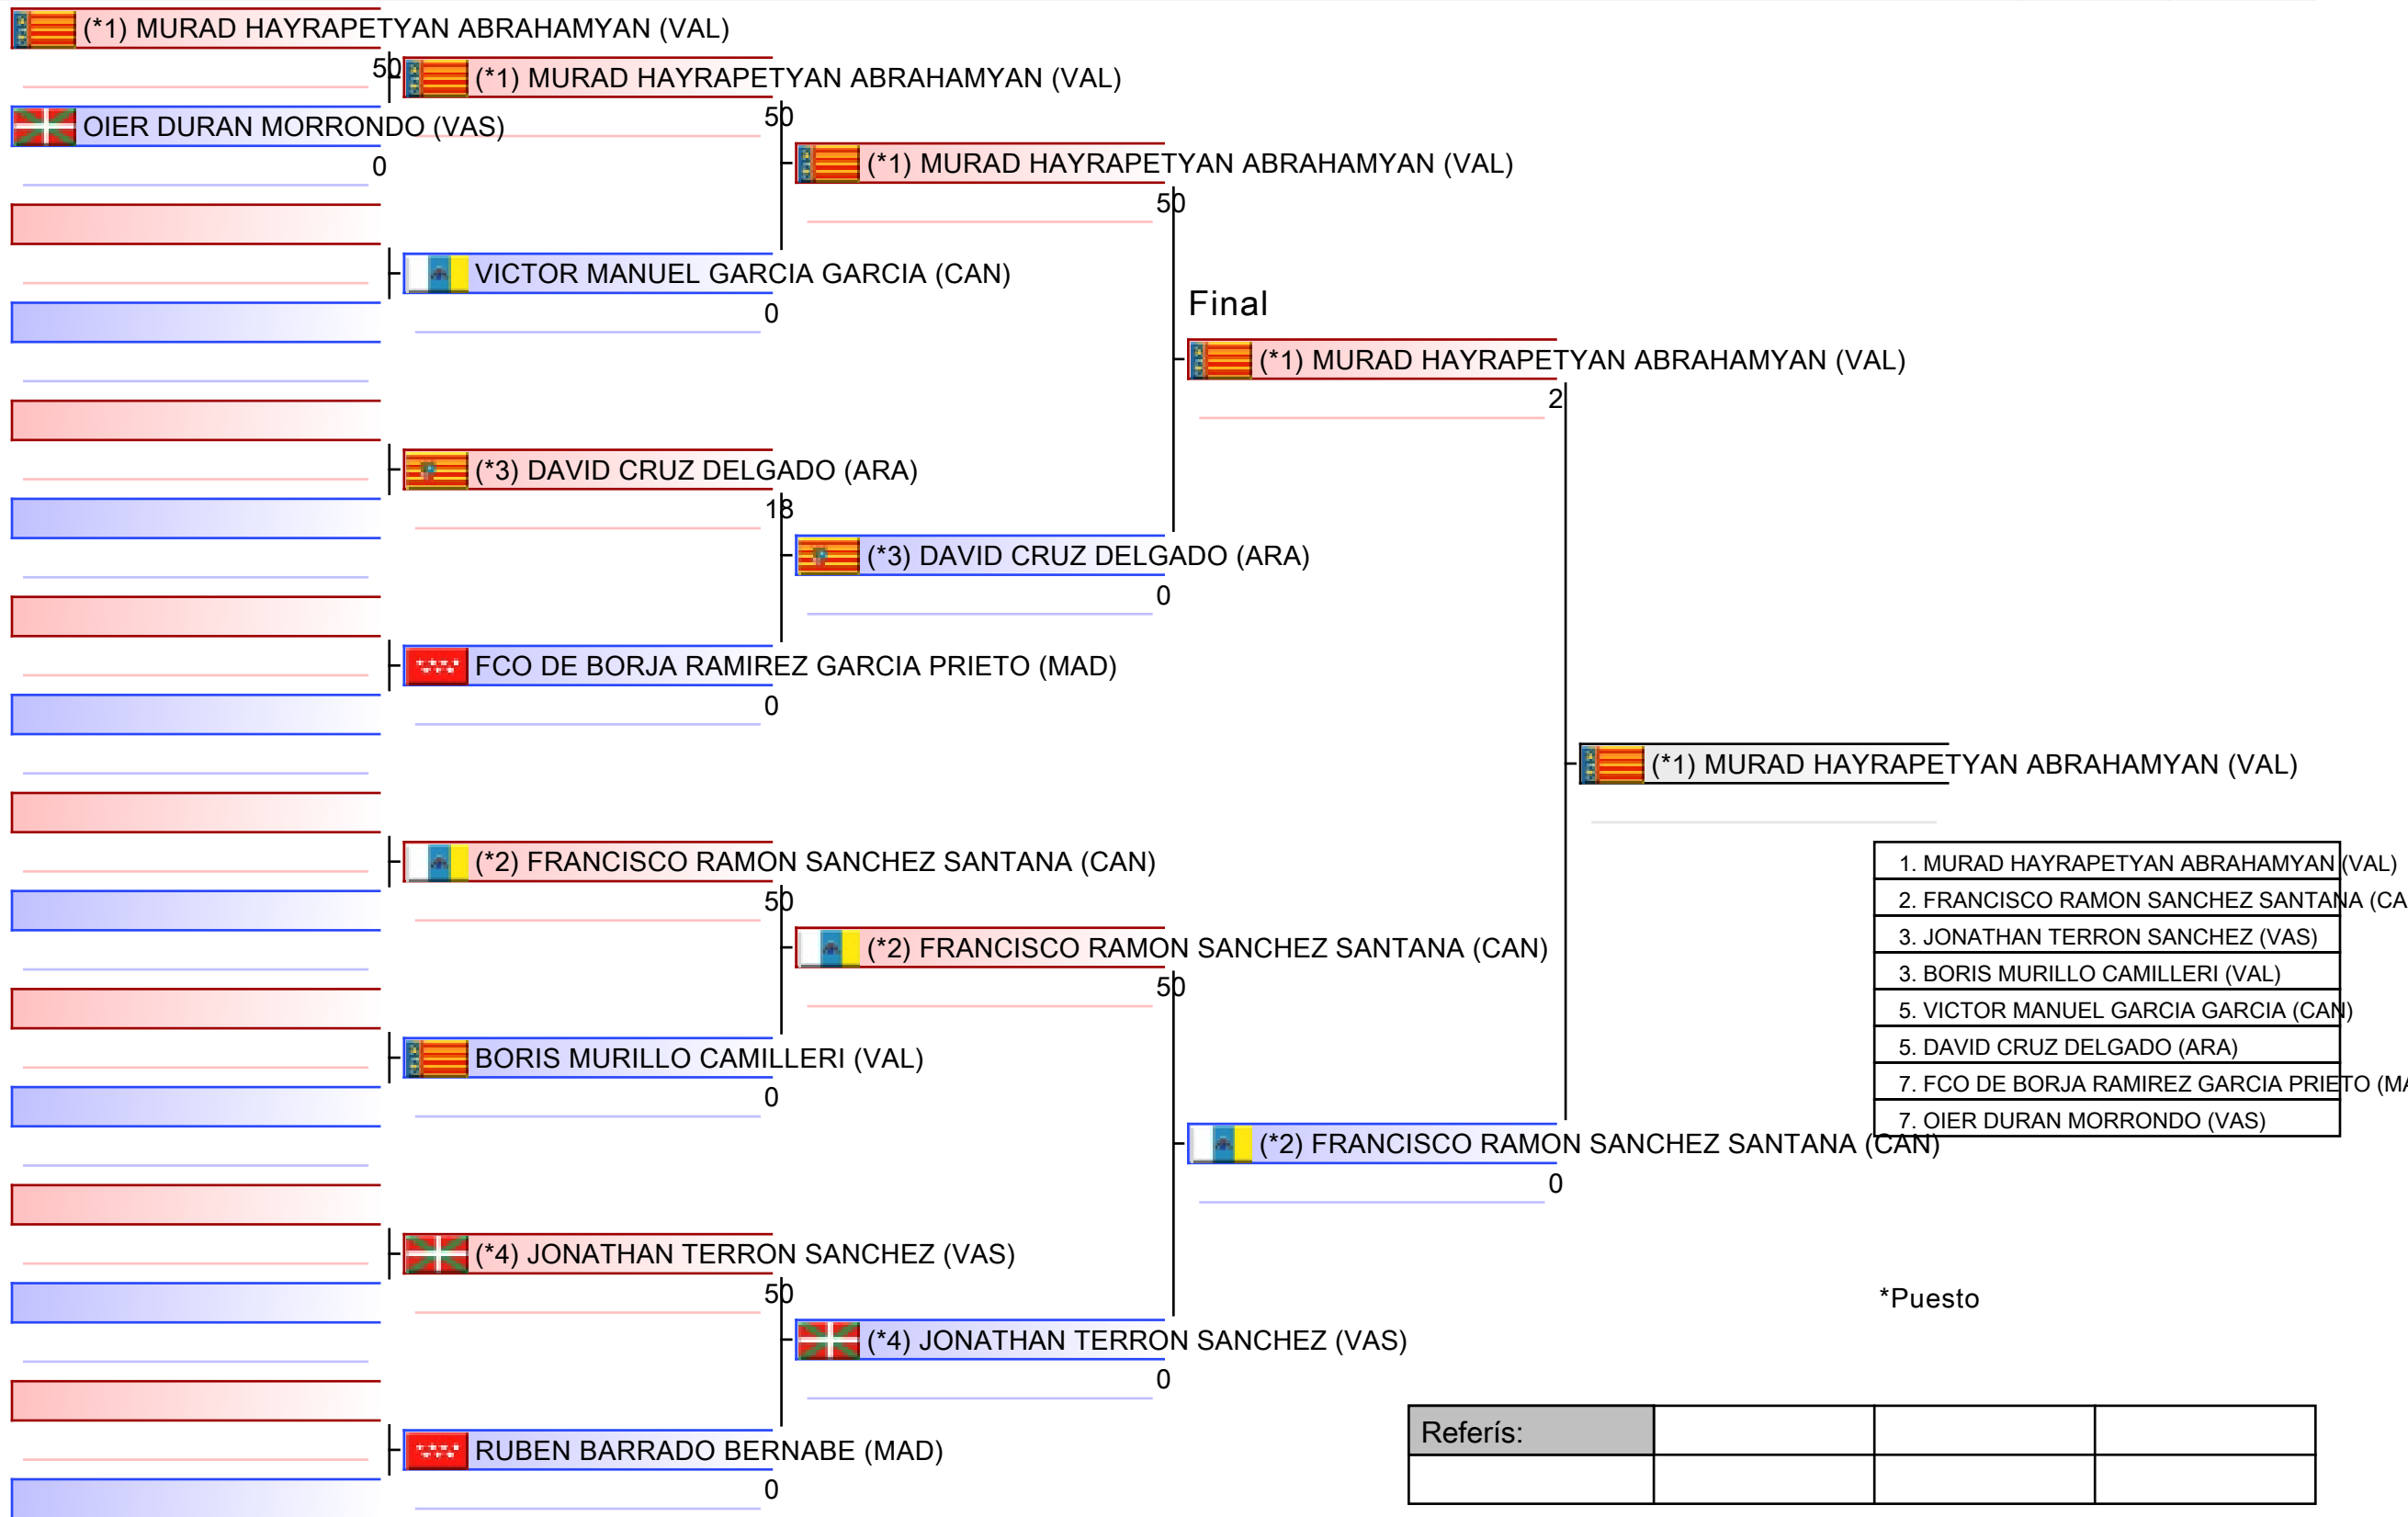 (*1) MURAD HAYRAPETYAN ABRAHAMYAN (VAL)
50
OIER DURAN MORRONDO (VAS)
0
(*1) MURAD HAYRAPETYAN ABRAHAMYAN (VAL)
50
VICTOR MANUEL GARCIA GARCIA (CAN)
0
(*3) DAVID CRUZ DELGADO (ARA)
18
FCO DE BORJA RAMIREZ GARCIA PRIETO (MAD)
0
(*2) FRANCISCO RAMON SANCHEZ SANTANA (CAN)
50
BORIS MURILLO CAMILLERI (VAL)
0
(*4) JONATHAN TERRON SANCHEZ (VAS)
50
RUBEN BARRADO BERNABE (MAD)
0
(*1) MURAD HAYRAPETYAN ABRAHAMYAN (VAL)
50
(*3) DAVID CRUZ DELGADO (ARA)
0
(*2) FRANCISCO RAMON SANCHEZ SANTANA (CAN)
50
(*4) JONATHAN TERRON SANCHEZ (VAS)
0
Final
(*1) MURAD HAYRAPETYAN ABRAHAMYAN (VAL)
2
(*2) FRANCISCO RAMON SANCHEZ SANTANA (CAN)
0
(*1) MURAD HAYRAPETYAN ABRAHAMYAN (VAL)
1. MURAD HAYRAPETYAN ABRAHAMYAN (VAL)
2. FRANCISCO RAMON SANCHEZ SANTANA (CA
3. JONATHAN TERRON SANCHEZ (VAS)
3. BORIS MURILLO CAMILLERI (VAL)
5. VICTOR MANUEL GARCIA GARCIA (CAN)
5. DAVID CRUZ DELGADO (ARA)
7. FCO DE BORJA RAMIREZ GARCIA PRIETO (MA
7. OIER DURAN MORRONDO (VAS)
*Puesto
Referís: